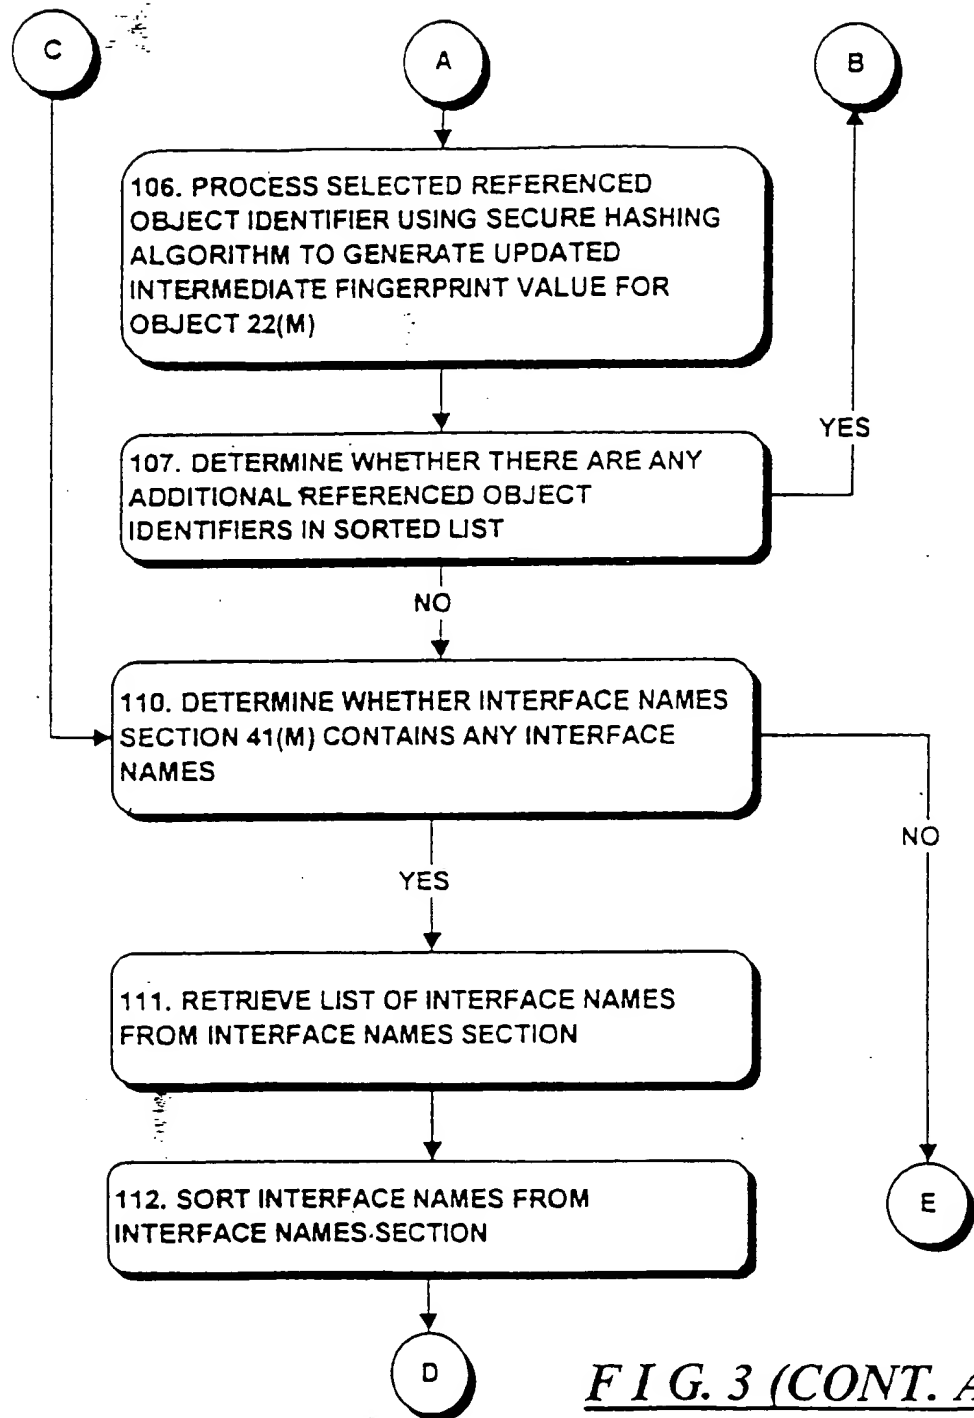 C
A
B
106. PROCESS SELECTED REFERENCED
OBJECT IDENTIFIER USING SECURE HASHING
ALGORITHM TO GENERATE UPDATED
INTERMEDIATE FINGERPRINT VALUE FOR
OBJECT 22(M)
YES
107. DETERMINE WHETHER THERE ARE ANY
ADDITIONAL REFERENCED OBJECT
IDENTIFIERS IN SORTED LIST
NO
110. DETERMINE WHETHER INTERFACE NAMES
SECTION 41(M) CONTAINS ANY INTERFACE
NAMES
NO
YES
111. RETRIEVE LIST OF INTERFACE NAMES
FROM INTERFACE NAMES SECTION
112. SORT INTERFACE NAMES FROM
INTERFACE NAMES SECTION
E
D
F I G. 3 (CONT. A